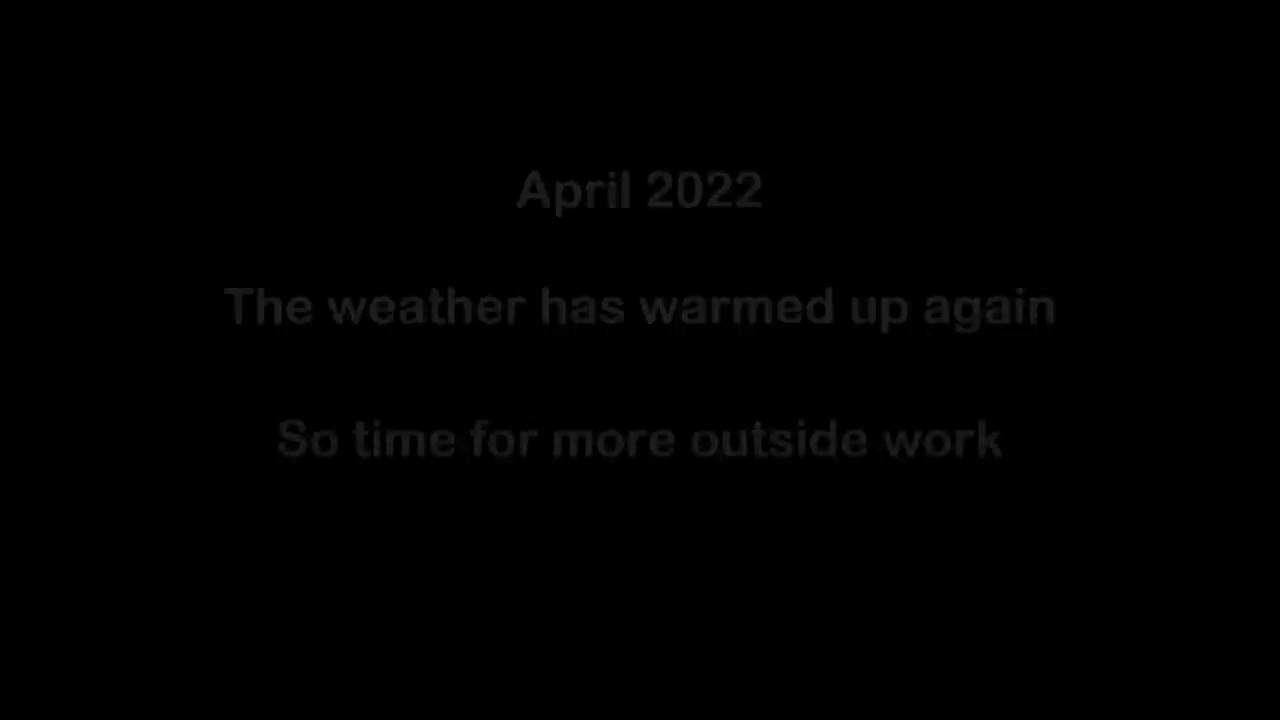 April 2022
The weather has warmed up again
So time for more outside work